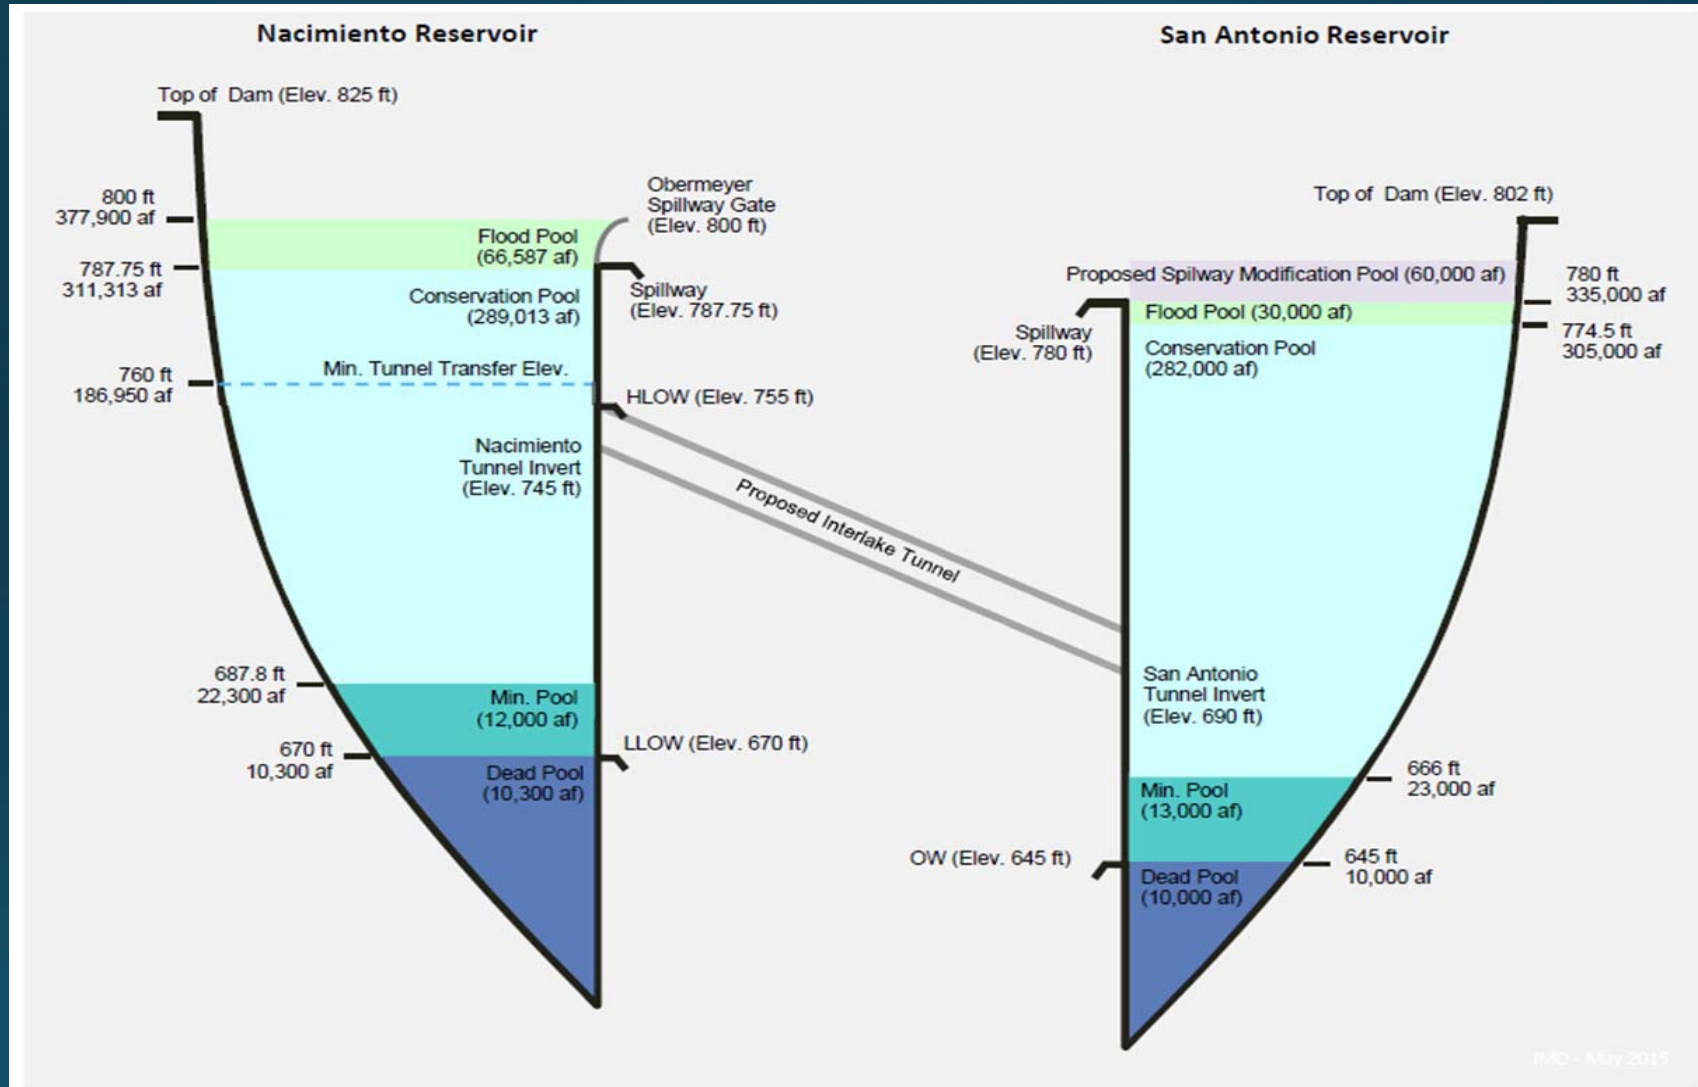 Nacimiento Reservoir
San Antonio Reservoir
Top of Dam (Elev. 825 ft)
800 ft
377,900 af
787.75 ft
311,313 af
760 ft
186,950 af
687.8 ft
22,300 af
670 ft
10,300 af
Flood Pool
(66,587 af)
Conservation Pool
(289,013 af)
Min. Tunnel Transfer Elev.
Nacimiento
Tunnel Invert
(Elev. 745 ft)
Min. Pool
(12,000 af)
Dead Pool
(10,300 af)
Obermeyer
Spillway Gate
(Elev. 800 ft)
Spillway
(Elev. 787.75 ft)
HLOW (Elev. 755 ft)
LLOW (Elev. 670 ft)
Proposed Interlake Tunnel
Top of Dam (Elev. 802 ft)
Proposed Spilway Modification Pool (60,000 af)
Spillway
(Elev. 780 ft)
Flood Pool (30,000 af)
Conservation Pool
(282,000 af)
San Antonio
Tunnel Invert
(Elev. 690 ft)
Min. Pool
(13,000 af)
OW (Elev. 645 ft)
Dead Pool
(10,000 af)
780 ft
335,000 af
774.5 ft
305,000 af
666 ft
23,000 af
645 ft
10,000 af
IMO - May 2015